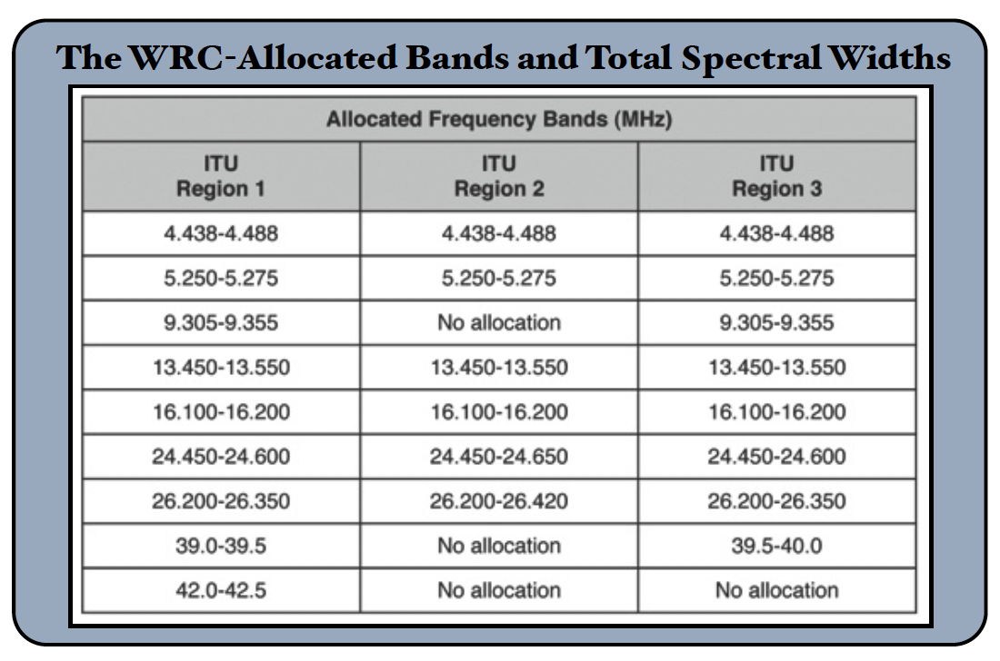 The WRC-Allocated Bands and Total Spectral Widths
Allocated Frequency Bands (MHz)
ITU Region 1 ITU Region 2 ITU Region 3
4.438-4.488 4.438-4.488 4.438-4.488
5.250-5.275 5.250-5.275 5.250-5.275
9.305-9.355 No allocation 9.305-9.355
13.450-13.550 13.450-13.550 13.450-13.550
16.100-16.200 16.100-16.200 16.100-16.200
24.450-24.600 24.450-24.650 24.450-24.600
26.200-26.350 26.200-26.420 26.200-26.350
39.0-39.5 No allocation 39.5-40.0
42.0-42.5 No allocation No allocation